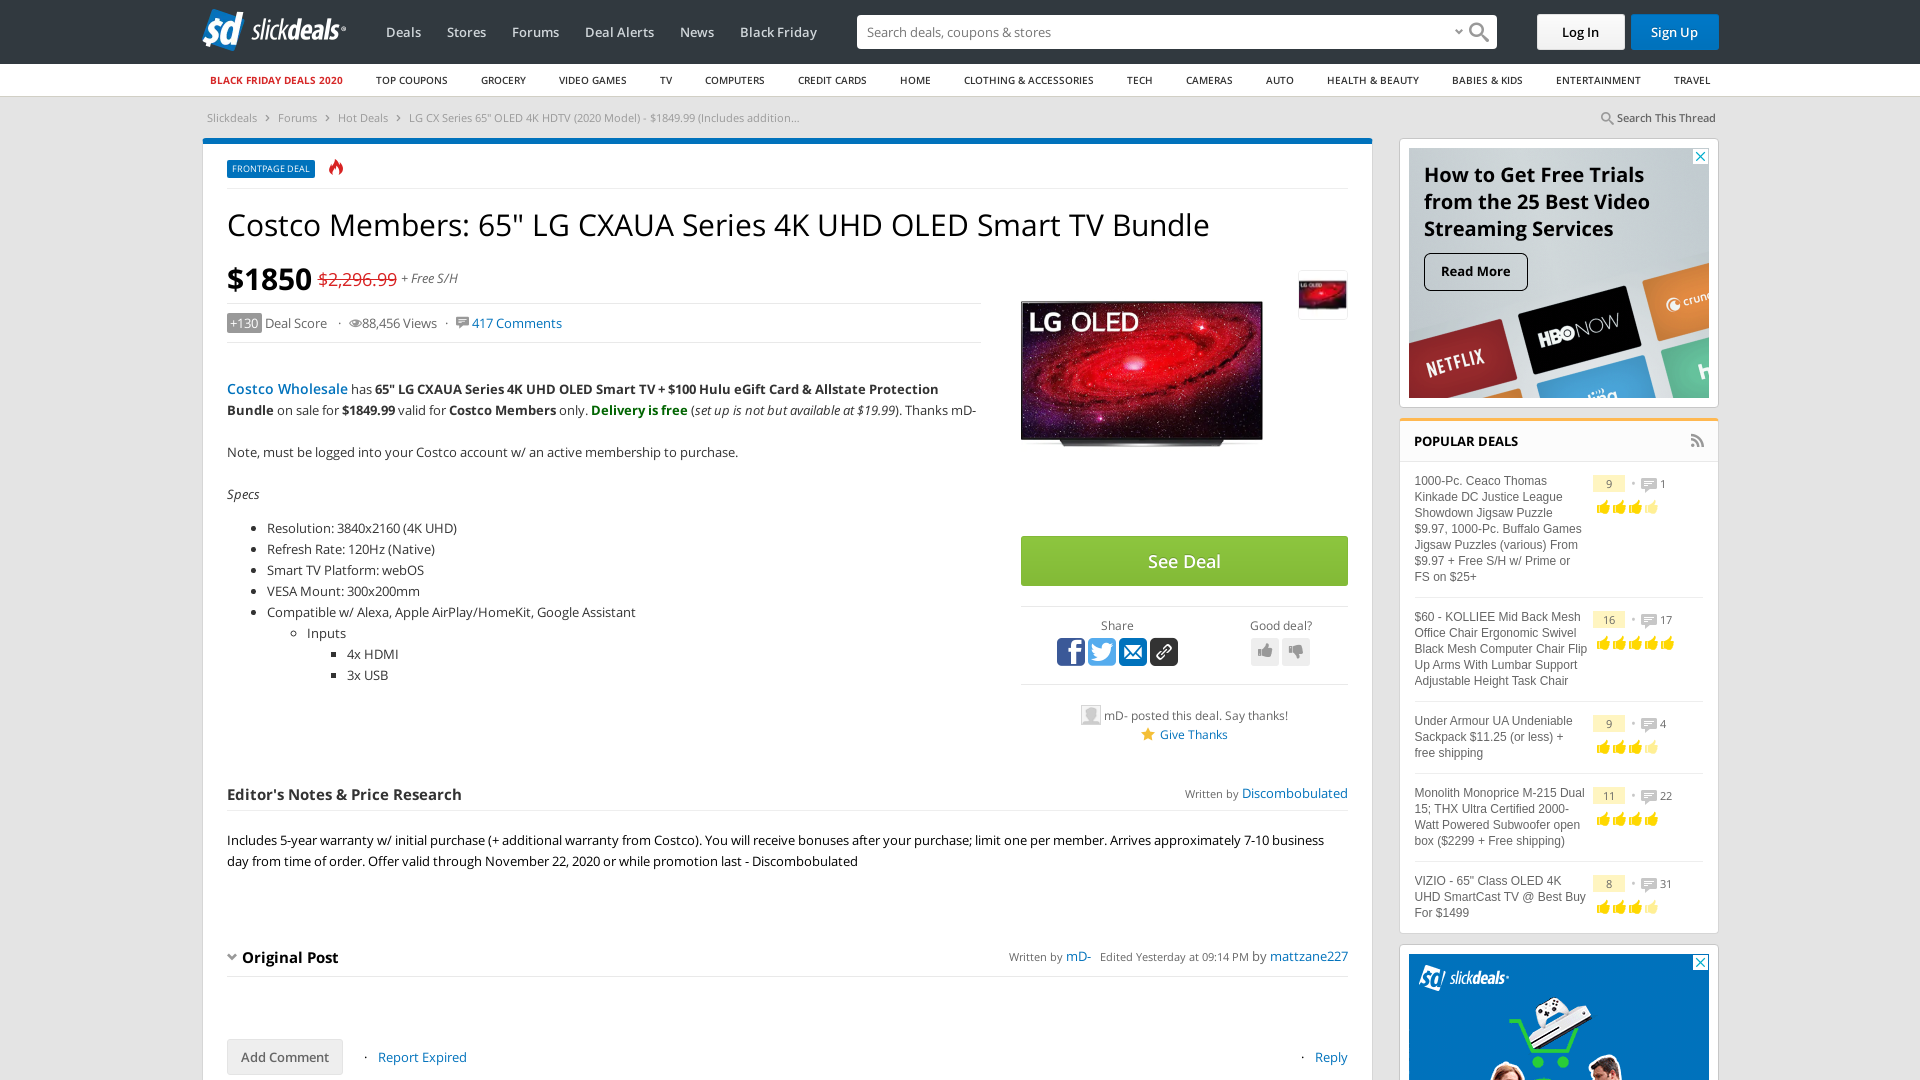 sd slickdeals
Deals Stores Forums Deal Alerts News Black Friday
Search deals, coupons & shopping
Log In Sign Up
BLACK FRIDAY DEALS 2020 TOP COUPONS GROCERY VIDEO GAMES TV COMPUTERS CREDIT CARDS HOME CLOTHING & ACCESSORIES TECH CAMERAS AUTO HEALTH & BEAUTY BABIES & KIDS ENTERTAINMENT TRAVEL
Slickdeals > Forums > Hot Deals > LG CX Series 65" OLED 4K HDTV (2020 Model) - $1849.99 (Includes addition...
Search This Thread
FRONTPAGE DEAL
Costco Members: 65" LG CXAUA Series 4K UHD OLED Smart TV Bundle
$1850 $2,296.99 + Free S/H
+130 Deal Score · 88,456 Views · 417 Comments
Costco Wholesale has 65" LG CXAUA Series 4K UHD OLED Smart TV + $100 Hulu eGift Card & Allstate Protection
Bundle on sale for $1849.99 valid for Costco Members only. Delivery is free (set up is not but available at $19.99). Thanks mD-
Note, must be logged into your Costco account w/ an active membership to purchase.
Specs
• Resolution: 3840x2160 (4K UHD)
• Refresh Rate: 120Hz (Native)
• Smart TV Platform: webOS
• VESA Mount: 300x200mm
• Compatible w/ Alexa, Apple AirPlay/HomeKit, Google Assistant
◦ Inputs
▪ 4x HDMI
▪ 3x USB
LG OLED
LG OLED
See Deal
Share
Good deal?
mD- posted this deal. Say thanks!
Give Thanks
Editor's Notes & Price Research
Written by Discombobulated
Includes 5-year warranty w/ initial purchase (+ additional warranty from Costco). You will receive bonuses after your purchase; limit one per member. Arrives approximately 7-10 business
day from time of order. Offer valid through November 22, 2020 or while promotion last - Discombobulated
Original Post
Written by mD- Edited Yesterday at 09:14 PM by mattzane227
Add Comment · Report Expired
· Reply
How to Get Free Trials
from the 25 Best Video
Streaming Services
Read More
NETFLIX
HBO NOW
crunc
h
POPULAR DEALS
1000-Pc. Ceaco Thomas
Kinkade DC Justice League
Showdown Jigsaw Puzzle
$9.97, 1000-Pc. Buffalo Games
Jigsaw Puzzles (various) From
$9.97 + Free S/H w/ Prime or
FS on $25+
9 • 1
$60 - KOLLIEE Mid Back Mesh
Office Chair Ergonomic Swivel
Black Mesh Computer Chair Flip
Up Arms With Lumbar Support
Adjustable Height Task Chair
16 • 17
Under Armour UA Undeniable
Sackpack $11.25 (or less) +
free shipping
9 • 4
Monolith Monoprice M-215 Dual
15; THX Ultra Certified 2000-
Watt Powered Subwoofer open
box ($2299 + Free shipping)
11 • 22
VIZIO - 65" Class OLED 4K
UHD SmartCast TV @ Best Buy
For $1499
8 • 31
sd slickdeals